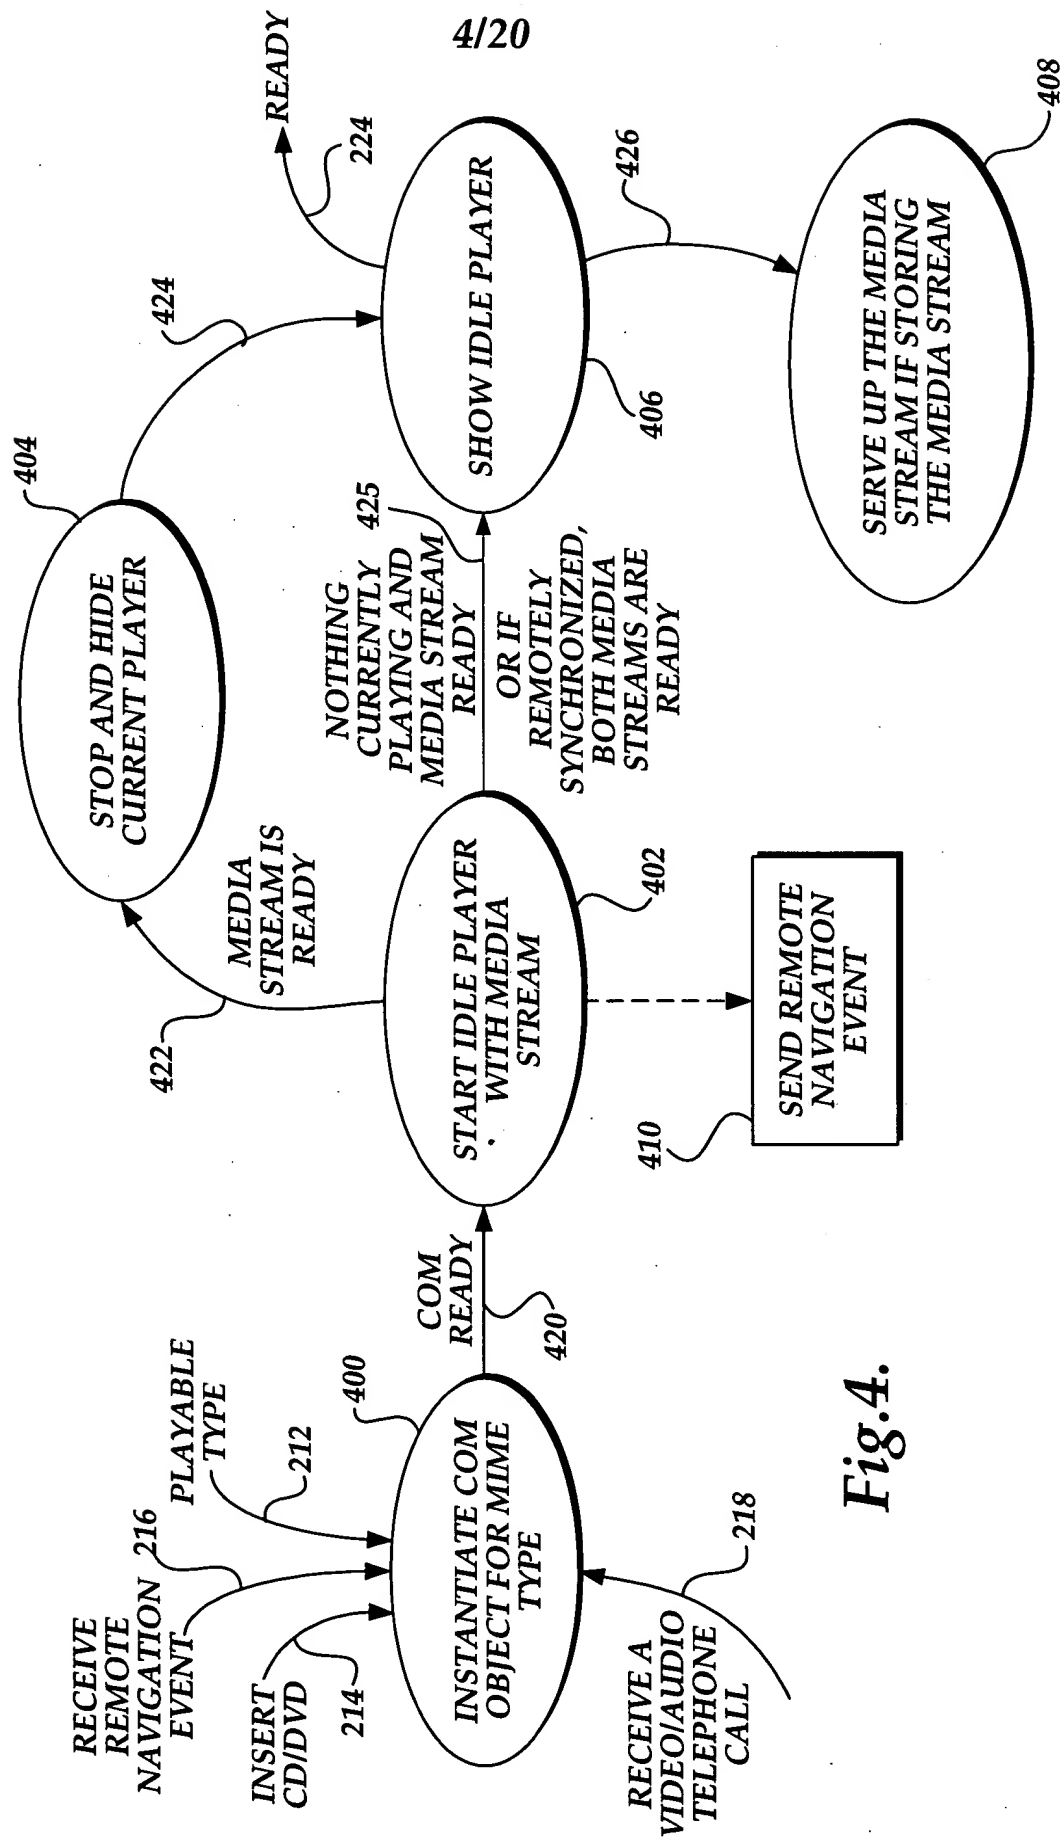 4/20
RECEIVE
REMOTE
NAVIGATION
EVENT
216
PLAYABLE
TYPE
212
INSERT
CD/DVD
214
400
INSTANTIATE COM
OBJECT FOR MIME
TYPE
RECEIVE A
VIDEO/AUDIO
TELEPHONE
CALL
218
COM
READY
420
START IDLE PLAYER
WITH MEDIA
STREAM
402
422
MEDIA
STREAM IS
READY
410
SEND REMOTE
NAVIGATION
EVENT
404
STOP AND HIDE
CURRENT PLAYER
424
NOTHING
CURRENTLY
PLAYING AND
MEDIA STREAM
READY
425
OR IF
REMOTELY
SYNCHRONIZED,
BOTH MEDIA
STREAMS ARE
READY
SHOW IDLE PLAYER
406
224
READY
426
SERVE UP THE MEDIA
STREAM IF STORING
THE MEDIA STREAM
408
Fig.4.